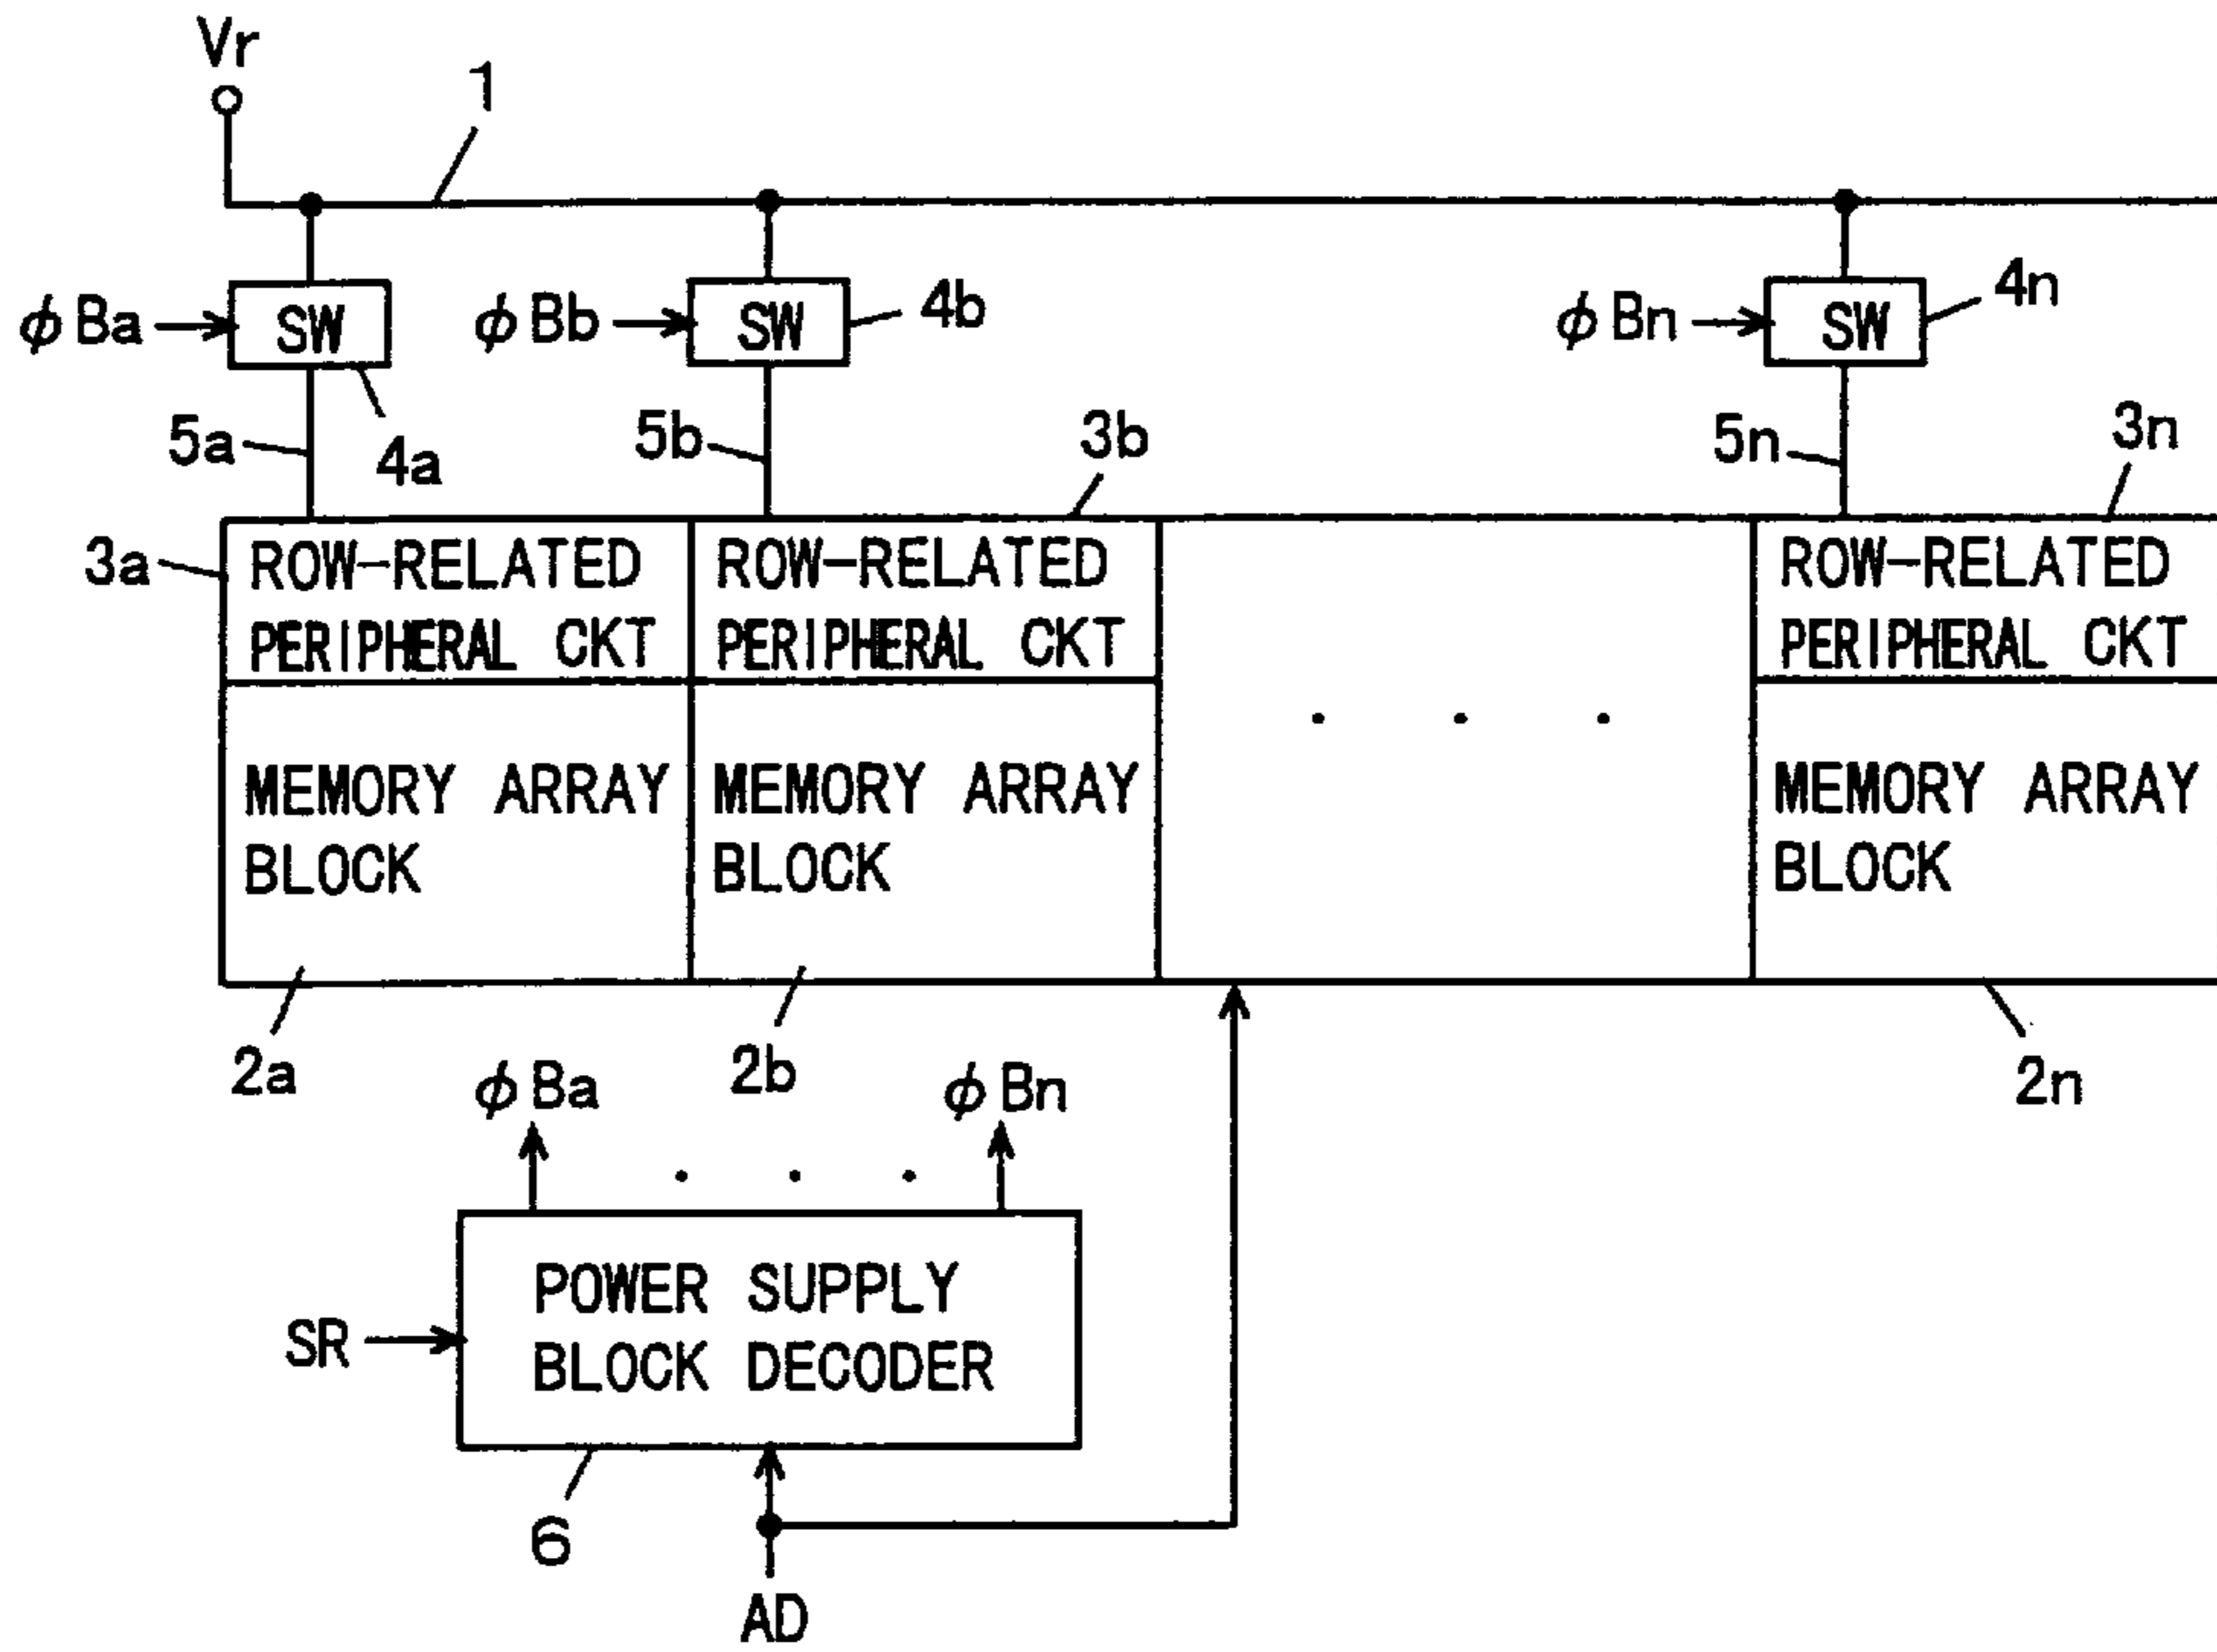 Vr
1
φBa
SW
4a
φBb
SW
4b
φBn
SW
4n
5a
5b
3b
5n
3n
3a
ROW-RELATED
PERIPHERAL CKT
ROW-RELATED
PERIPHERAL CKT
ROW-RELATED
PERIPHERAL CKT
MEMORY ARRAY
BLOCK
MEMORY ARRAY
BLOCK
. . .
MEMORY ARRAY
BLOCK
2a
2b
2n
φBa
. . .
φBn
SR
POWER SUPPLY
BLOCK DECODER
6
AD